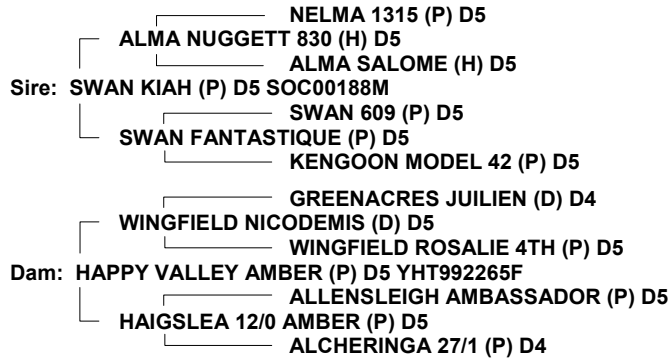 NELMA 1315 (P) D5
ALMA NUGGETT 830 (H) D5
ALMA SALOME (H) D5
Sire: SWAN KIAH (P) D5 SOC00188M
SWAN 609 (P) D5
SWAN FANTASTIQUE (P) D5
KENGOON MODEL 42 (P) D5
GREENACRES JUILIEN (D) D4
WINGFIELD NICODEMIS (D) D5
WINGFIELD ROSALIE 4TH (P) D5
Dam: HAPPY VALLEY AMBER (P) D5 YHT992265F
ALLENSLEIGH AMBASSADOR (P) D5
HAIGSLEA 12/0 AMBER (P) D5
ALCHERINGA 27/1 (P) D4